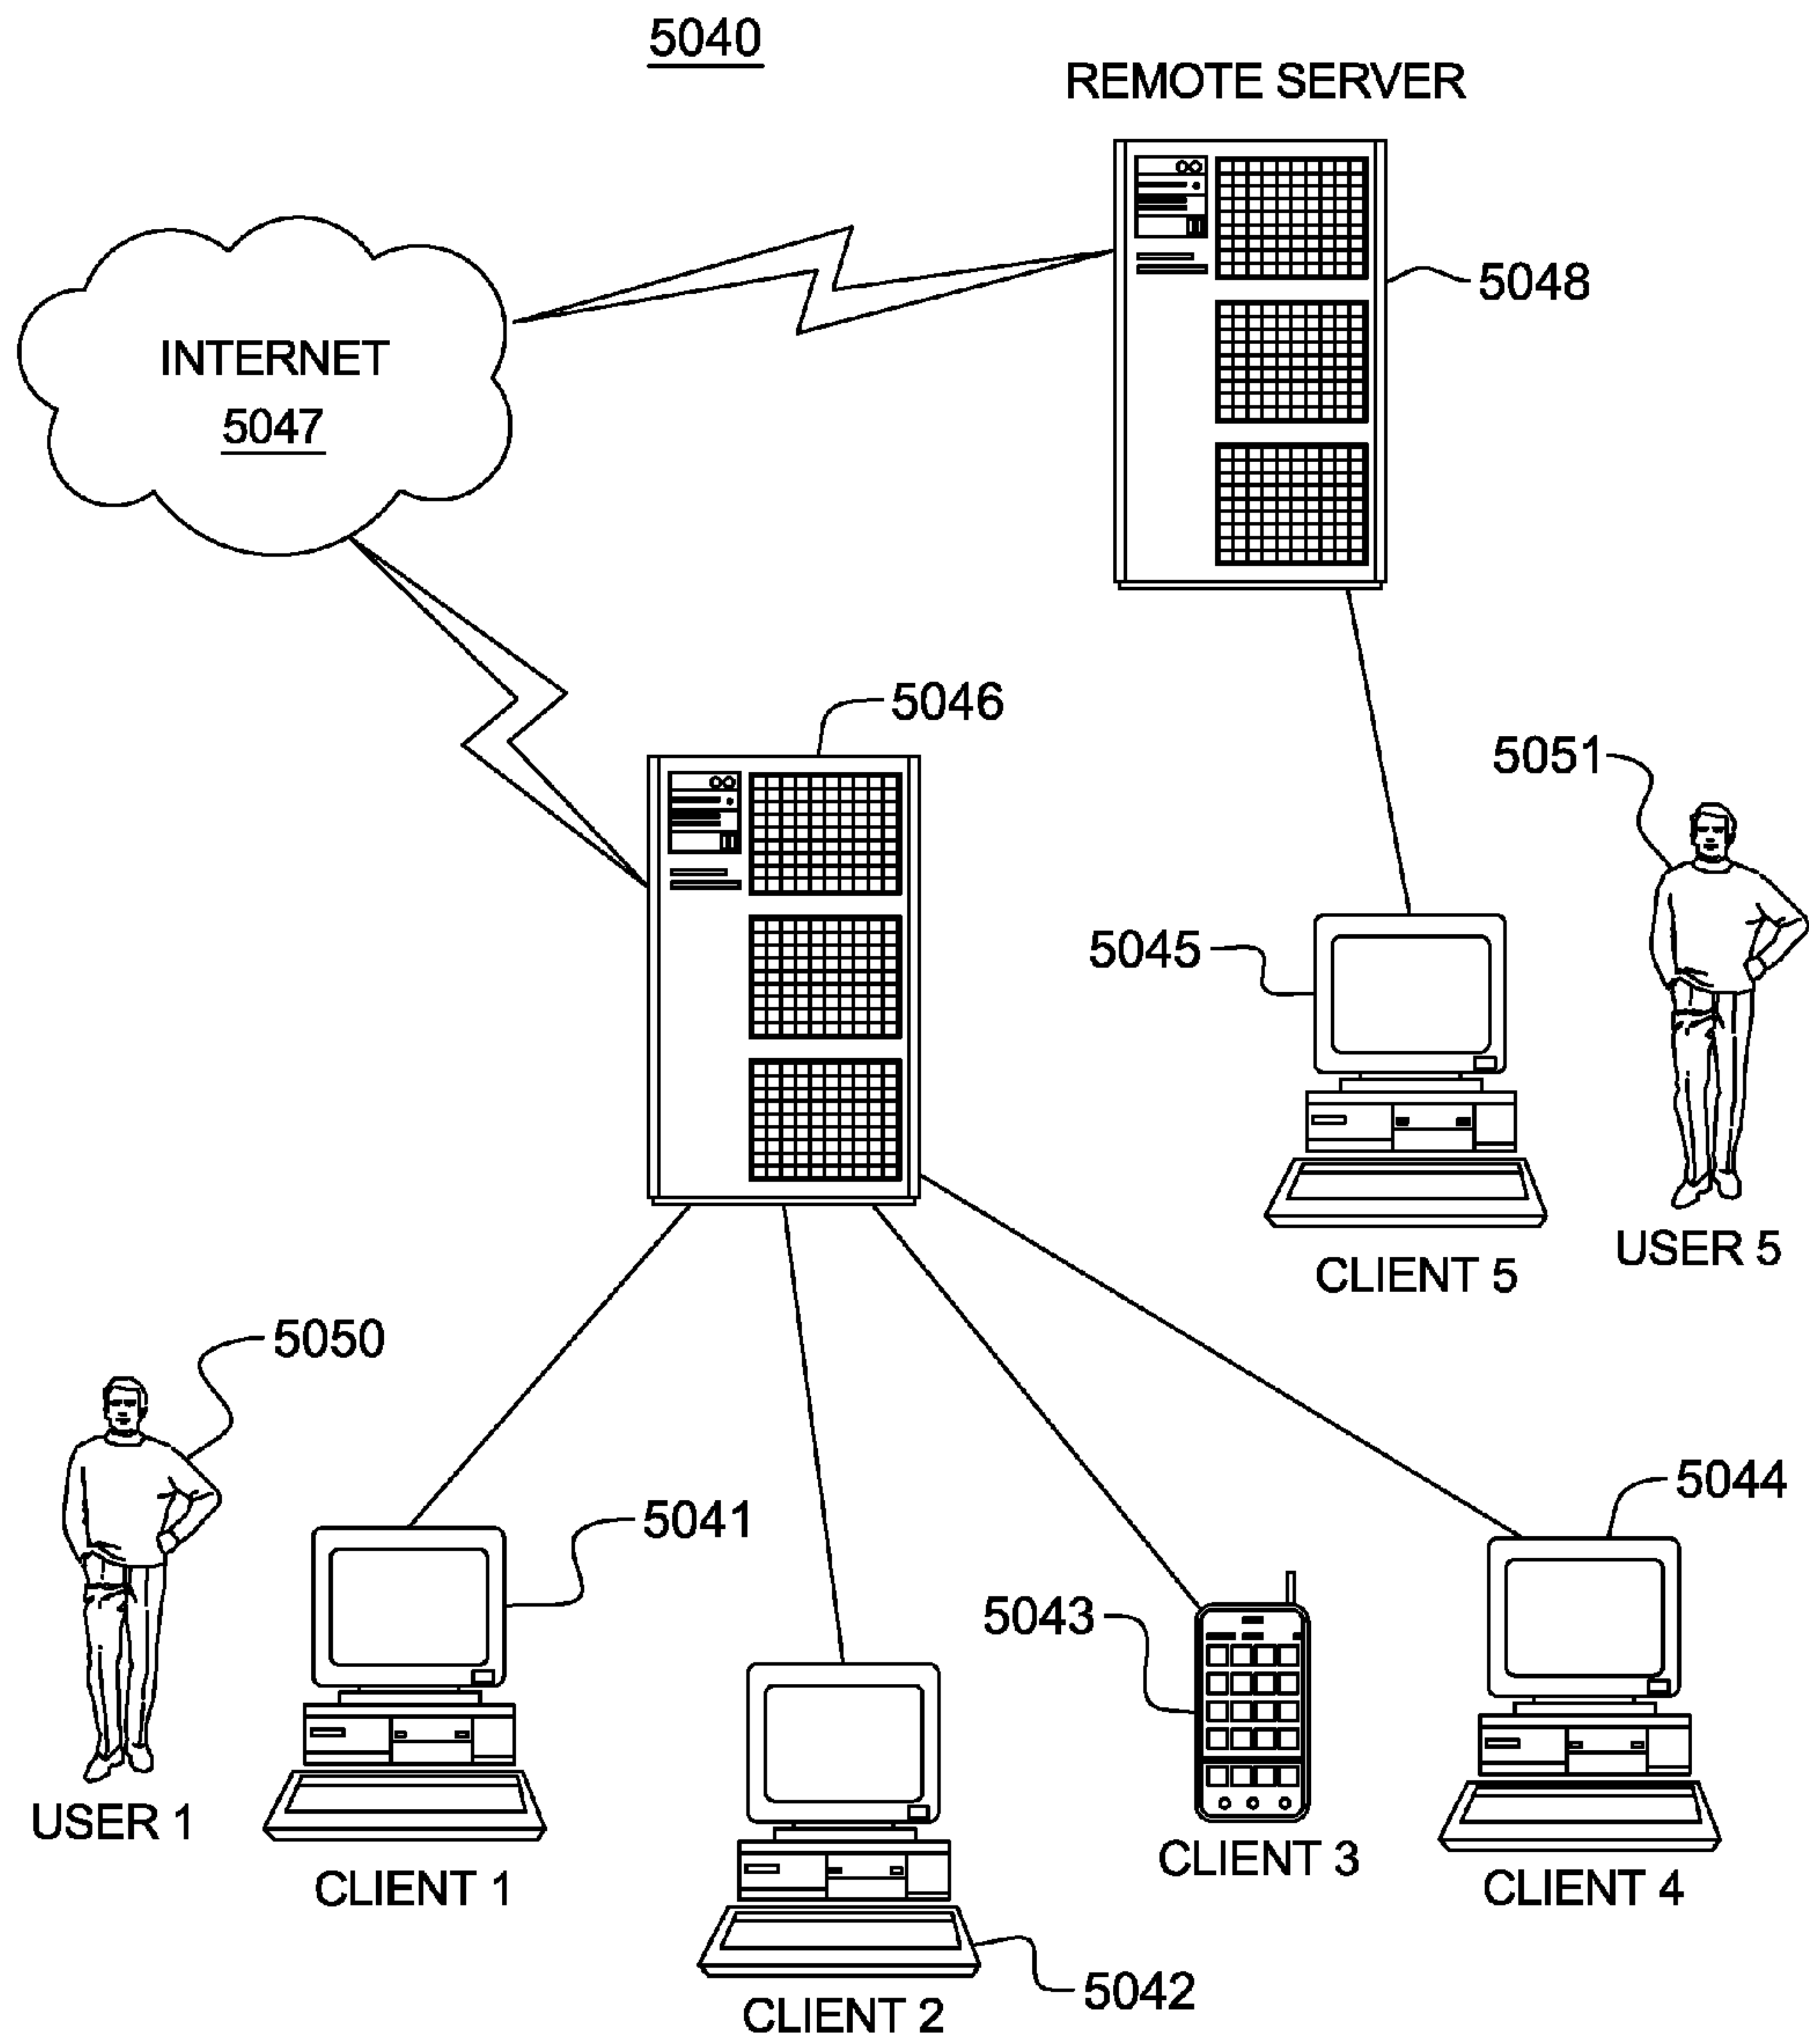 5040
REMOTE SERVER
5048
INTERNET
5047
5046
5051
5045
USER 5
CLIENT 5
5050
5044
5041
5043
USER 1
CLIENT 1
CLIENT 3
CLIENT 4
5042
CLIENT 2